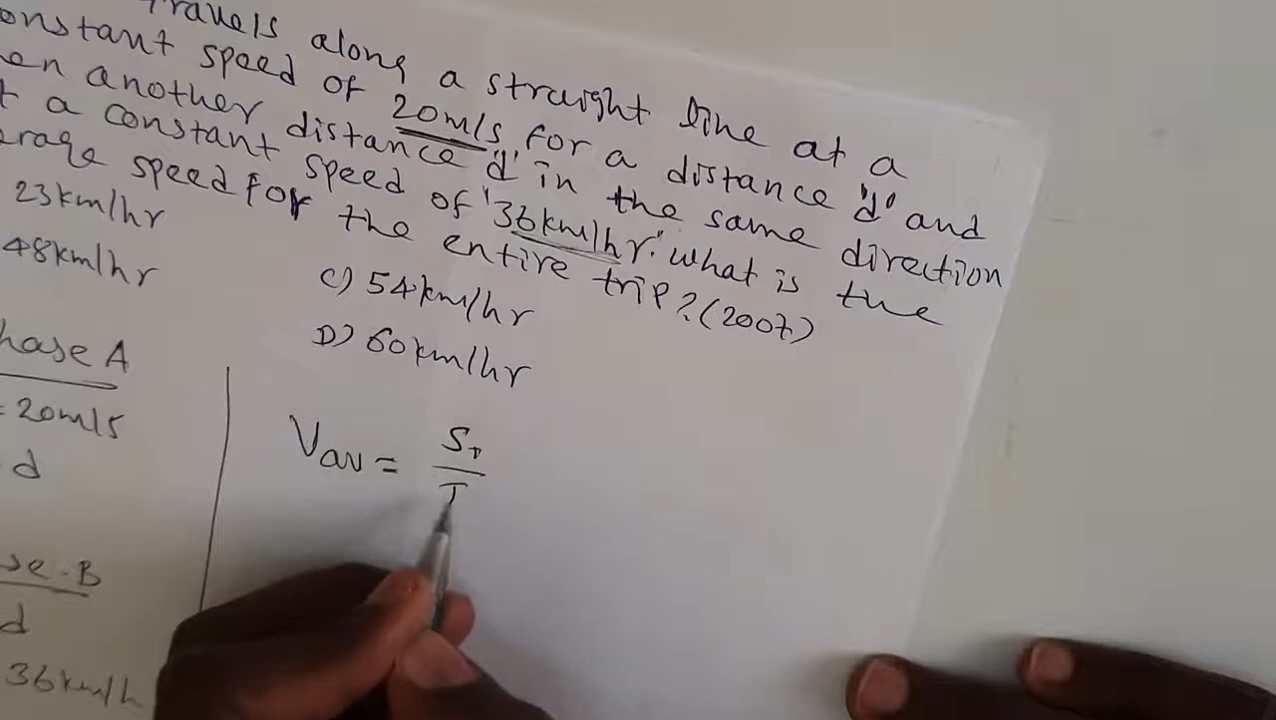 Travels along a straight line at a
onstant speed of 20m/s for a distance 'd' and
en another distance 'd' in the same direction
t a constant speed of '36km/hr'. what is the
erage speed for the entire trip? (2007)
23km/hr
48km/hr
C) 54km/hr
D) 60km/hr
hase A
= 20m/s
d
Vav = ST
T
se. B
d
36km/h